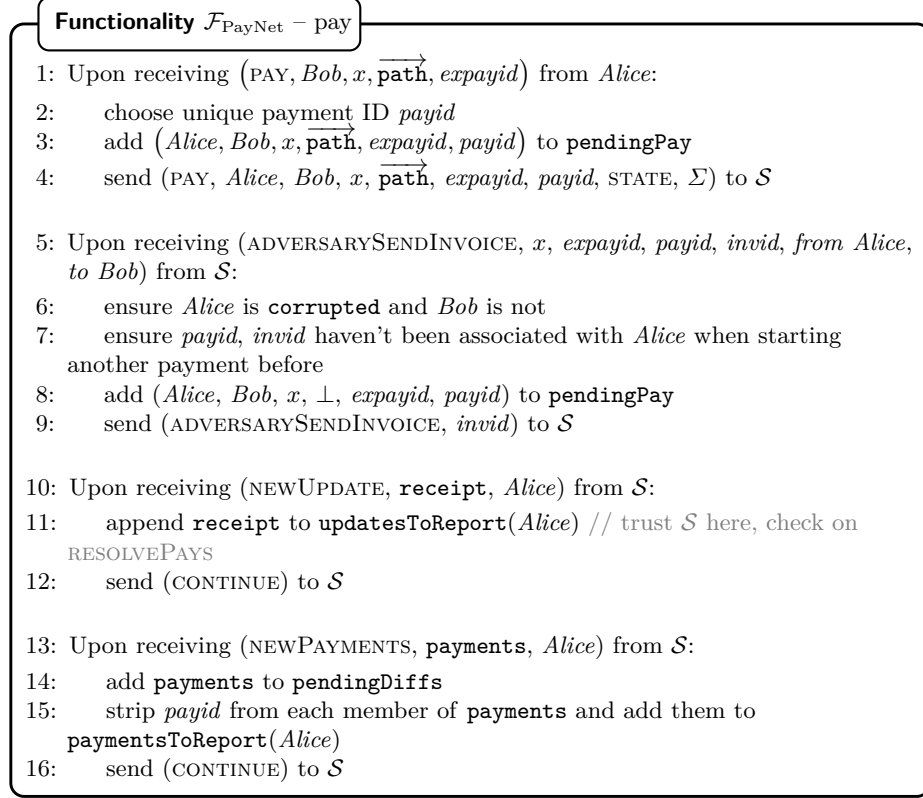 Functionality 𝓕PayNet – pay
1: Upon receiving (PAY, Bob, x, →path, expayid) from Alice:
2: choose unique payment ID payid
3: add (Alice, Bob, x, →path, expayid, payid) to pendingPay
4: send (PAY, Alice, Bob, x, →path, expayid, payid, STATE, Σ) to 𝒮
5: Upon receiving (ADVERSARYSENDINVOICE, x, expayid, payid, invid, from Alice,
to Bob) from 𝒮:
6: ensure Alice is corrupted and Bob is not
7: ensure payid, invid haven't been associated with Alice when starting
another payment before
8: add (Alice, Bob, x, ⊥, expayid, payid) to pendingPay
9: send (ADVERSARYSENDINVOICE, invid) to 𝒮
10: Upon receiving (NEWUPDATE, receipt, Alice) from 𝒮:
11: append receipt to updatesToReport(Alice) // trust 𝒮 here, check on
RESOLVEPAYS
12: send (CONTINUE) to 𝒮
13: Upon receiving (NEWPAYMENTS, payments, Alice) from 𝒮:
14: add payments to pendingDiffs
15: strip payid from each member of payments and add them to
paymentsToReport(Alice)
16: send (CONTINUE) to 𝒮